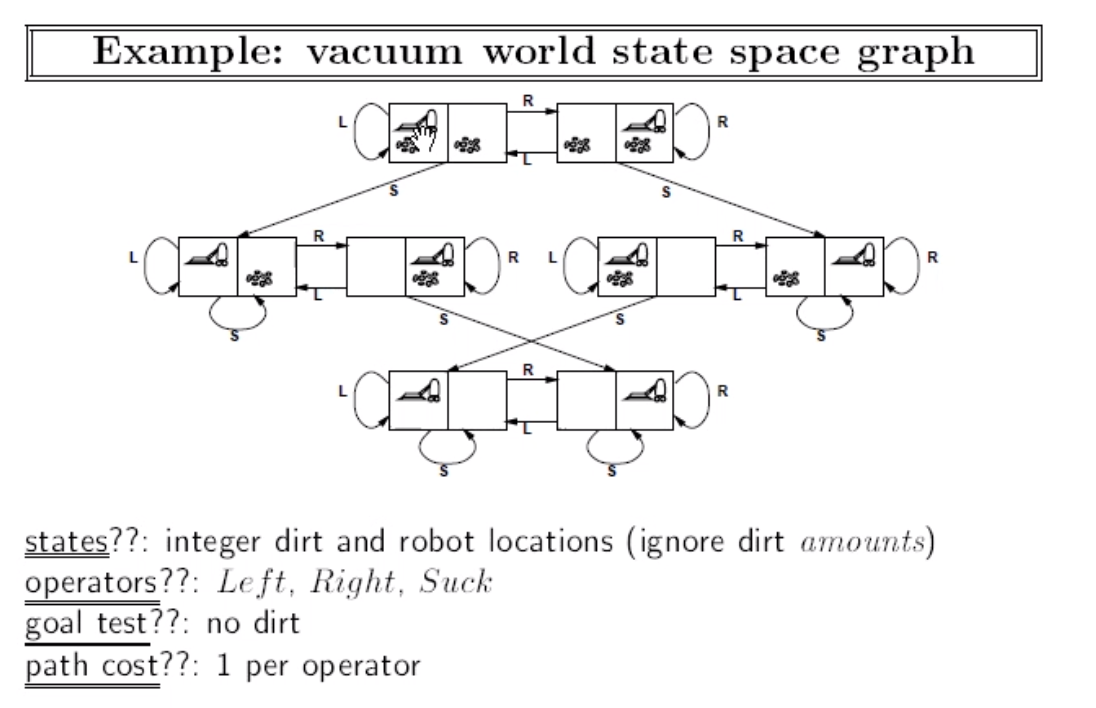 Example: vacuum world state space graph
R
L
R
L
S
S
R
L
R
L
S
R
L
R
L
S
S
S
S
R
L
R
L
S
S
states??: integer dirt and robot locations (ignore dirt amounts)
operators??: Left, Right, Suck
goal test??: no dirt
path cost??: 1 per operator